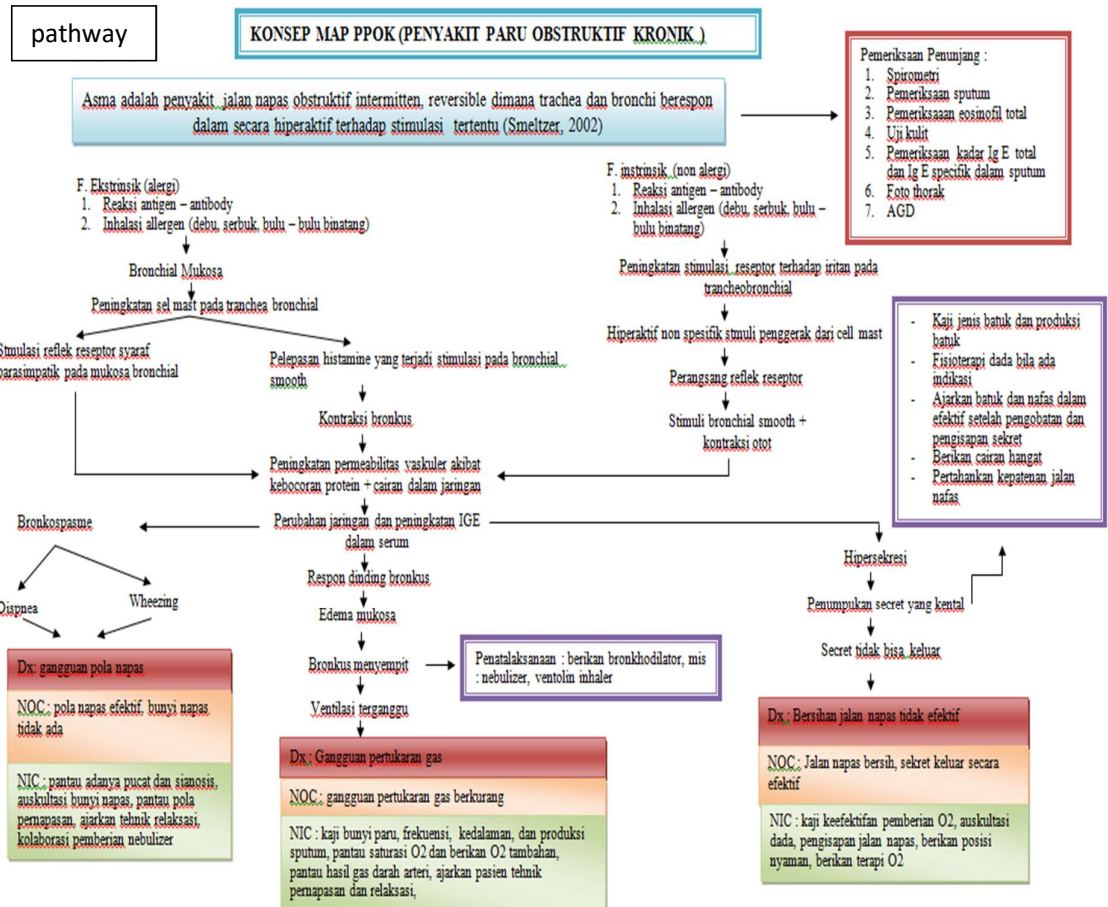 pathway
KONSEP MAP PPOK (PENYAKIT PARU OBSTRUKTIF KRONIK )
Asma adalah penyakit jalan napas obstruktif intermitten, reversible dimana trachea dan bronchi berespon
dalam secara hiperaktif terhadap stimulasi tertentu (Smeltzer, 2002)
Pemeriksaan Penunjang :
1. Spirometri
2. Pemeriksaan sputum
3. Pemeriksaaan eosinofil total
4. Uji kulit
5. Pemeriksaan kadar Ig E total
dan Ig E spesifik dalam sputum
6. Foto thorak
7. AGD
F. Ekstrinsik (alergi)
1. Reaksi antigen – antibody
2. Inhalasi allergen (debu, serbuk, bulu – bulu binatang)
F. instrinsik (non alergi)
1. Reaksi antigen – antibody
2. Inhalasi allergen (debu, serbuk, bulu –
bulu binatang)
Bronchial Mukosa
Peningkatan sel mast pada tranchea bronchial
Stmulasi reflek reseptor syaraf
parasimpatik pada mukosa bronchial
Pelepasan histamine yang terjadi stimulasi pada bronchial
smooth
Kontraksi bronkus
Peningkatan stimulasi reseptor terhadap iritan pada
trancheobronchial
Hiperaktif non spesifik stmuli penggerak dari cell mast
Perangsang reflek reseptor
Stimuli bronchial smooth +
kontraksi otot
- Kaji jenis batuk dan produksi
batuk
- Fisioterapi dada bila ada
indikasi
- Ajarkan batuk dan nafas dalam
efektif setelah pengobatan dan
pengisapan sekret
- Berikan cairan hangat
- Pertahankan kepatenan jalan
nafas
Peningkatan permeabilitas vaskuler akibat
kebocoran protein + cairan dalam jaringan
Perubahan jaringan dan peningkatan IGE
dalam serum
Bronkospasme
Dispnea
Wheezing
Respon dinding bronkus
Edema mukosa
Bronkus menyempit
Ventilasi terganggu
Penatalaksanaan : berikan bronkhodilator, mis
: nebulizer, ventolin inhaler
Hipersekresi
Penumpukan secret yang kental
Secret tidak bisa keluar
Dx: gangguan pola napas
NOC : pola napas efektif, bunyi napas
tidak ada
NIC : pantau adanya pucat dan sianosis,
auskultasi bunyi napas, pantau pola
pernapasan, ajarkan tehnik relaksasi,
kolaborasi pemberian nebulizer
Dx : Gangguan pertukaran gas
NOC : gangguan pertukaran gas berkurang
NIC : kaji bunyi paru, frekuensi, kedalaman, dan produksi
sputum, pantau saturasi O2 dan berikan O2 tambahan,
pantau hasil gas darah arteri, ajarkan pasien tehnik
pernapasan dan relaksasi,
Dx : Bersihan jalan napas tidak efektif
NOC : Jalan napas bersih, sekret keluar secara
efektif
NIC : kaji keefektifan pemberian O2, auskultasi
dada, pengisapan jalan napas, berikan posisi
nyaman, berikan terapi O2